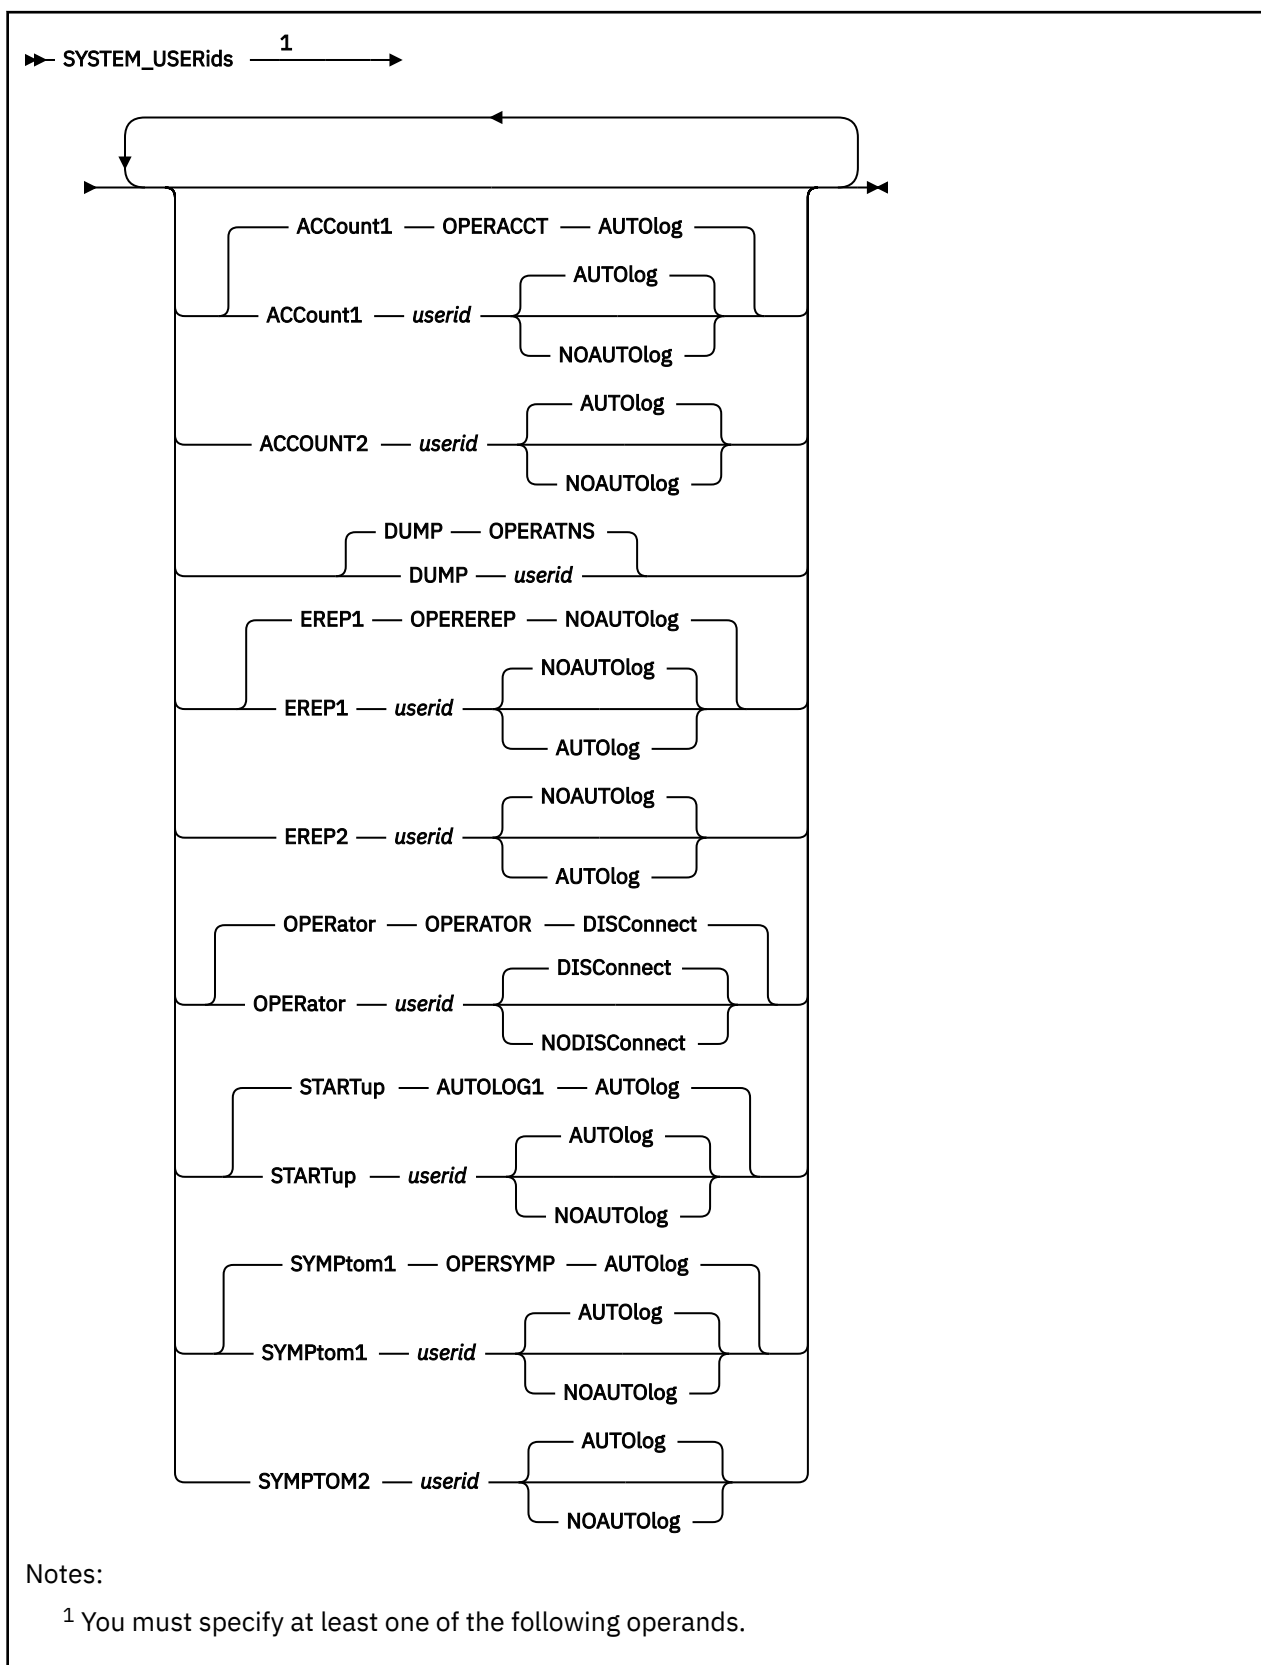 1
SYSTEM_USERids
ACCount1 OPERACCT AUTOlog
AUTOlog
ACCount1 userid
NOAUTOlog
AUTOlog
ACCOUNT2 userid
NOAUTOlog
DUMP OPERATNS
DUMP userid
EREP1 OPEREREP NOAUTOlog
NOAUTOlog
EREP1 userid
AUTOlog
NOAUTOlog
EREP2 userid
AUTOlog
OPERator OPERATOR DISConnect
DISConnect
OPERator userid
NODISConnect
STARTup AUTOLOG1 AUTOlog
AUTOlog
STARTup userid
NOAUTOlog
SYMPtom1 OPERSYMP AUTOlog
AUTOlog
SYMPtom1 userid
NOAUTOlog
AUTOlog
SYMPTOM2 userid
NOAUTOlog
Notes:
1 You must specify at least one of the following operands.